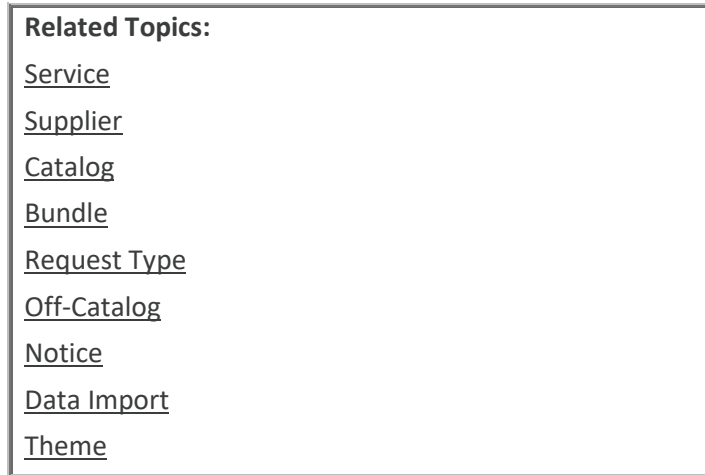 Related Topics:
Service
Supplier
Catalog
Bundle
Request Type
Off-Catalog
Notice
Data Import
Theme